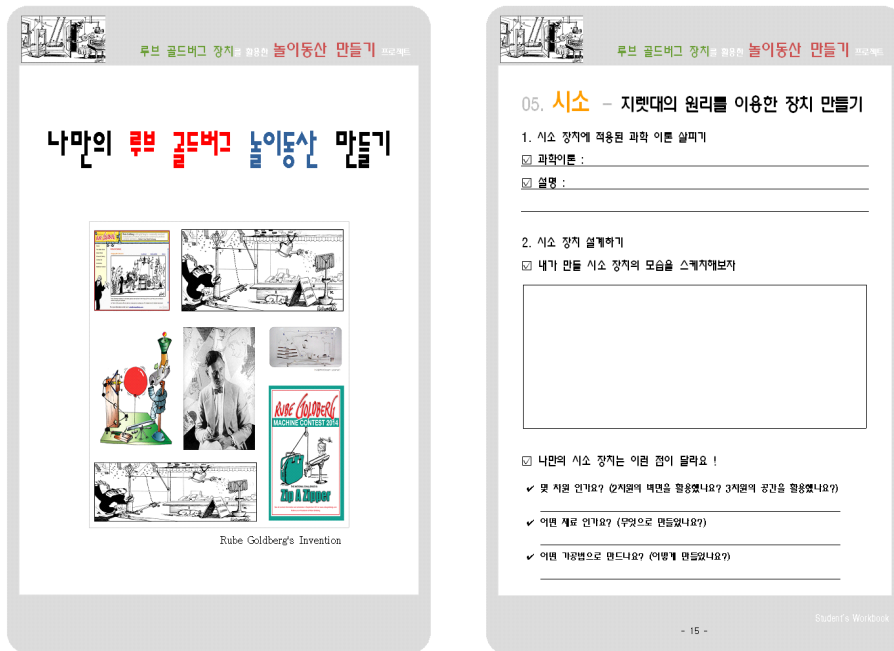 루브 골드버그 장치를 활용한 놀이동산 만들기 프로젝트
나만의 루브 골드버그 놀이동산 만들기
RUBE GOLDBERG
MACHINE CONTEST 2014
Zip A Zipper
Rube Goldberg's Invention
루브 골드버그 장치를 활용한 놀이동산 만들기 프로젝트
05. 시소 - 지렛대의 원리를 이용한 장치 만들기
1. 시소 장치에 적용된 과학 이론 살피기
☑ 과학이론 :
☑ 설명 :
2. 시소 장치 설계하기
☑ 내가 만들 시소 장치의 모습을 스케치해보자
☑ 나만의 시소 장치는 이런 점이 달라요 !
✔ 몇 차원 인가요? (2차원의 벽면을 활용했나요? 3차원의 공간을 활용했나요?)
✔ 어떤 재료 인가요? (무엇으로 만들었나요?)
✔ 어떤 가공법으로 만드나요? (어떻게 만들었나요?)
Student's Workbook
- 15 -